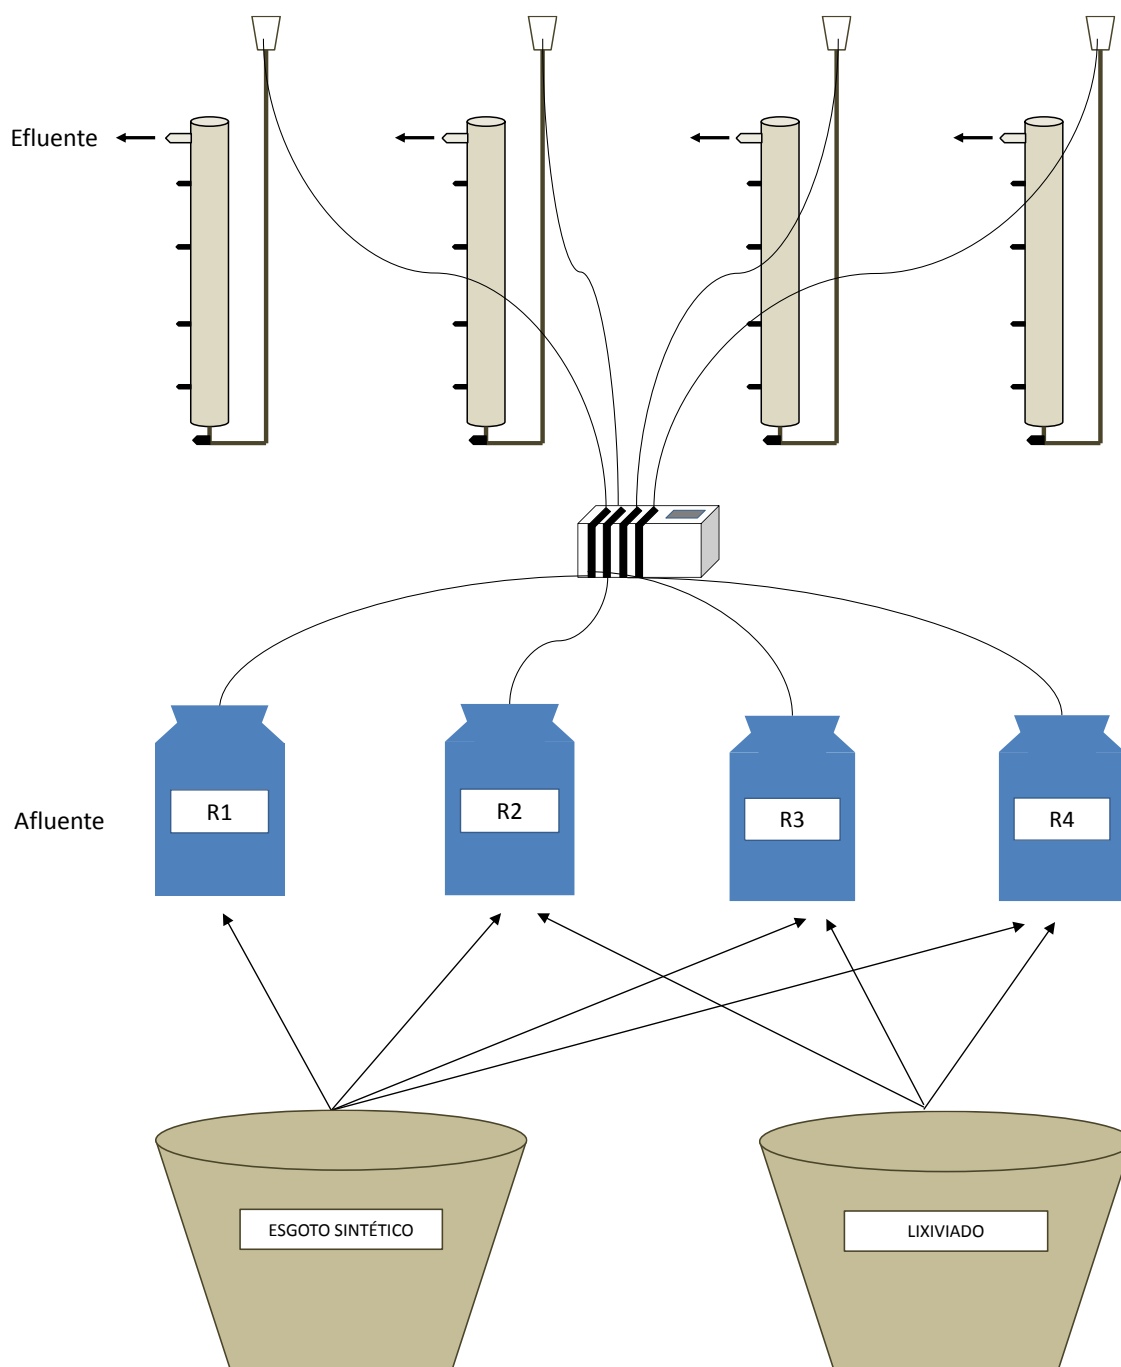 Efluente
Afluente
R1
R2
R3
R4
ESGOTO SINTÉTICO
LIXIVIADO